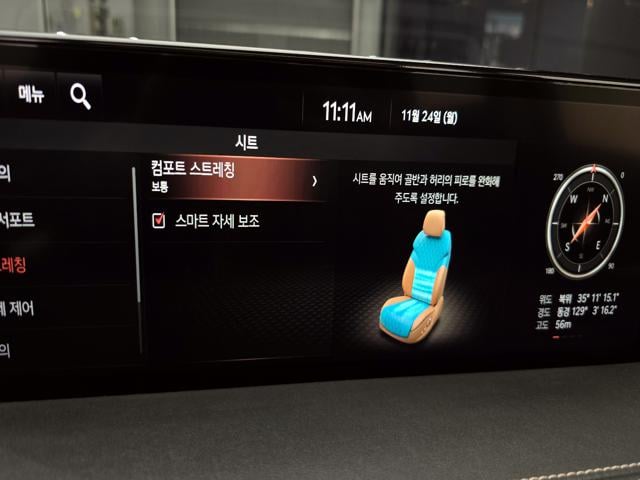 메뉴
11:11AM
11월 24일 (월)
시트
의
서포트
레칭
제어
의
컴포트 스트레칭
보통
스마트 자세 보조
시트를 움직여 골반과 허리의 피로를 완화해
주도록 설정합니다.
270
0
180
90
N
W
E
S
위도 북위 35° 11' 15.1"
경도 동경 129° 3' 16.2"
고도 56m